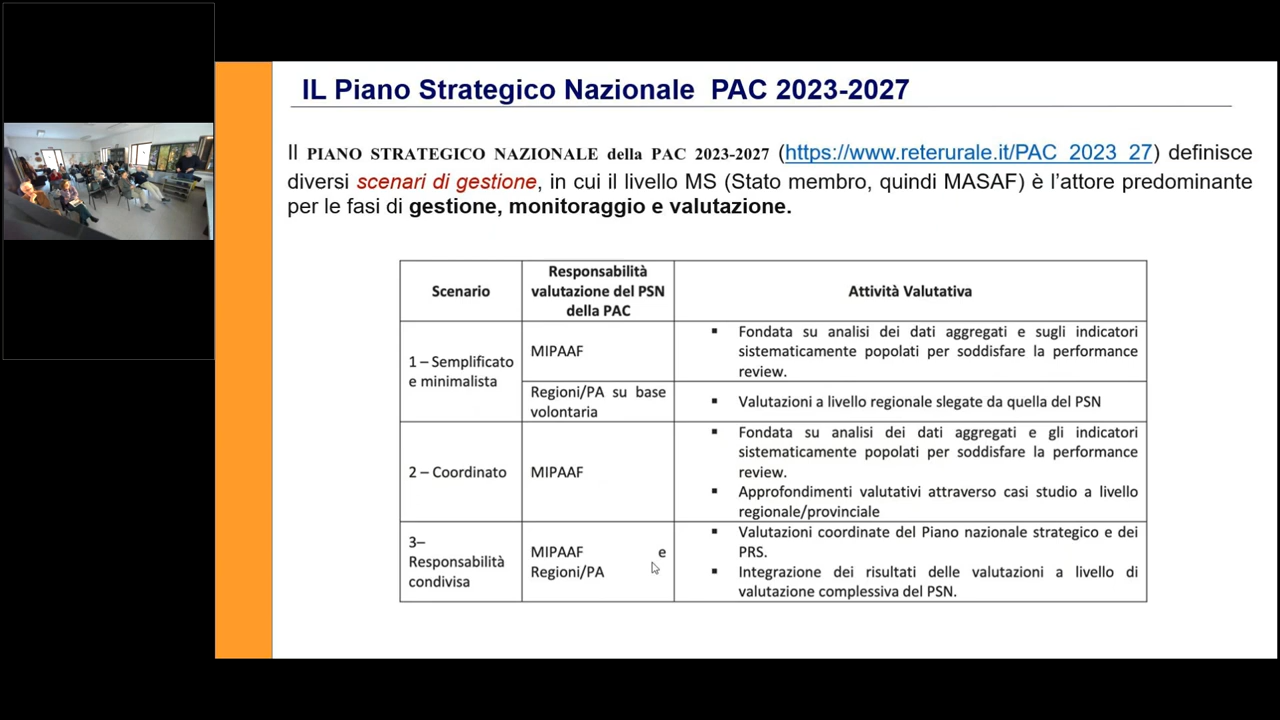 IL Piano Strategico Nazionale PAC 2023-2027
Il PIANO STRATEGICO NAZIONALE della PAC 2023-2027 (https://www.reterurale.it/PAC_2023_27) definisce
diversi scenari di gestione, in cui il livello MS (Stato membro, quindi MASAF) è l'attore predominante
per le fasi di gestione, monitoraggio e valutazione.
Scenario
Responsabilità
valutazione del PSN
della PAC
Attività Valutativa
1 – Semplificato
e minimalista
MIPAAF
▪ Fondata su analisi dei dati aggregati e sugli indicatori
sistematicamente popolati per soddisfare la performance
review.
Regioni/PA su base
volontaria
▪ Valutazioni a livello regionale slegate da quella del PSN
2 – Coordinato
MIPAAF
▪ Fondata su analisi dei dati aggregati e gli indicatori
sistematicamente popolati per soddisfare la performance
review.
▪ Approfondimenti valutativi attraverso casi studio a livello
regionale/provinciale
3–
Responsabilità
condivisa
MIPAAF e
Regioni/PA
▪ Valutazioni coordinate del Piano nazionale strategico e dei
PRS.
▪ Integrazione dei risultati delle valutazioni a livello di
valutazione complessiva del PSN.